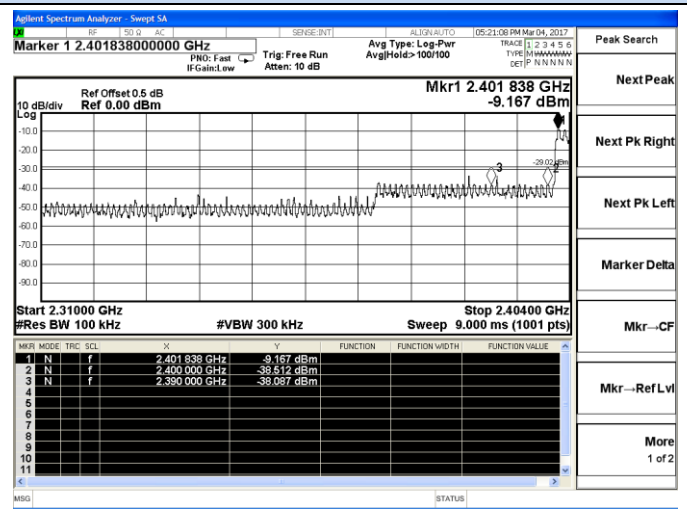 Agilent Spectrum Analyzer - Swept SA
RF 50 Ω AC SENSE:INT ALIGN AUTO 05:21:08 PM Mar 04, 2017
Marker 1 2.401838000000 GHz
PNO: Fast
IFGain:Low
Trig: Free Run
Atten: 10 dB
Avg Type: Log-Pwr
Avg|Hold:>100/100
TRACE 1 2 3 4 5 6
TYPE M WWWWW
DET P N N N N N
Ref Offset 0.5 dB
10 dB/div Ref 0.00 dBm
Mkr1 2.401 838 GHz
-9.167 dBm
Log
1
-10.0
-20.0
-29.02 dBm
-30.0
3 2
-40.0
-50.0
-60.0
-70.0
-80.0
-90.0
Start 2.31000 GHz Stop 2.40400 GHz
#Res BW 100 kHz #VBW 300 kHz Sweep 9.000 ms (1001 pts)
MKR MODE TRC SCL X Y FUNCTION FUNCTION WIDTH FUNCTION VALUE
1 N f 2.401 838 GHz -9.167 dBm
2 N f 2.400 000 GHz -38.512 dBm
3 N f 2.390 000 GHz -38.087 dBm
4
5
6
7
8
9
10
11
MSG STATUS
Peak Search
Next Peak
Next Pk Right
Next Pk Left
Marker Delta
Mkr→CF
Mkr→Ref Lvl
More
1 of 2